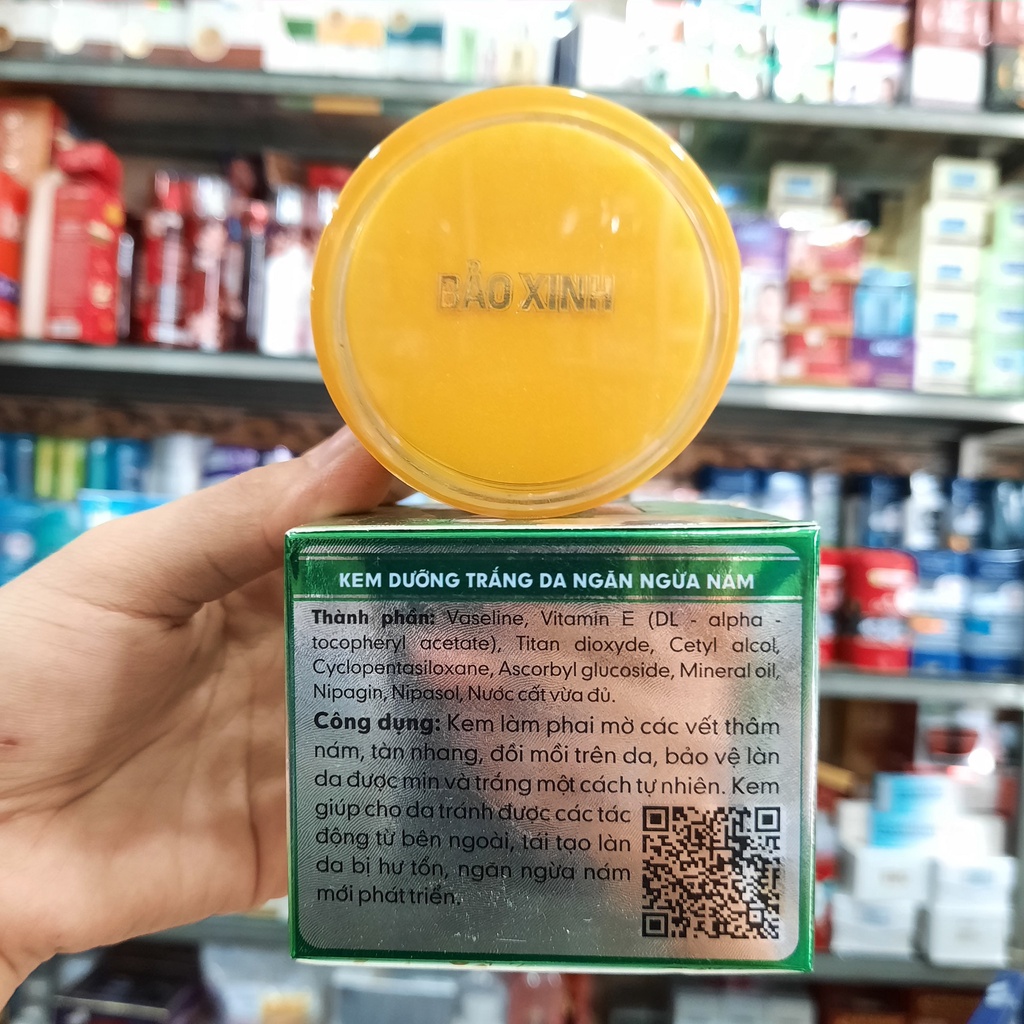 BẢO XINH
KEM DƯỠNG TRẮNG DA NGĂN NGỪA NÁM
Thành phần: Vaseline, Vitamin E (DL - alpha -
tocopheryl acetate), Titan dioxyde, Cetyl alcol,
Cyclopentasiloxane, Ascorbyl glucoside, Mineral oil,
Nipagin, Nipasol, Nước cất vừa đủ.
Công dụng: Kem làm phai mờ các vết thâm
nám, tàn nhang, đồi mồi trên da, bảo vệ làn
da được mịn và trắng một cách tự nhiên. Kem
giúp cho da tránh được các tác
động từ bên ngoài, tái tạo làn
da bị hư tổn, ngăn ngừa nám
mới phát triển.